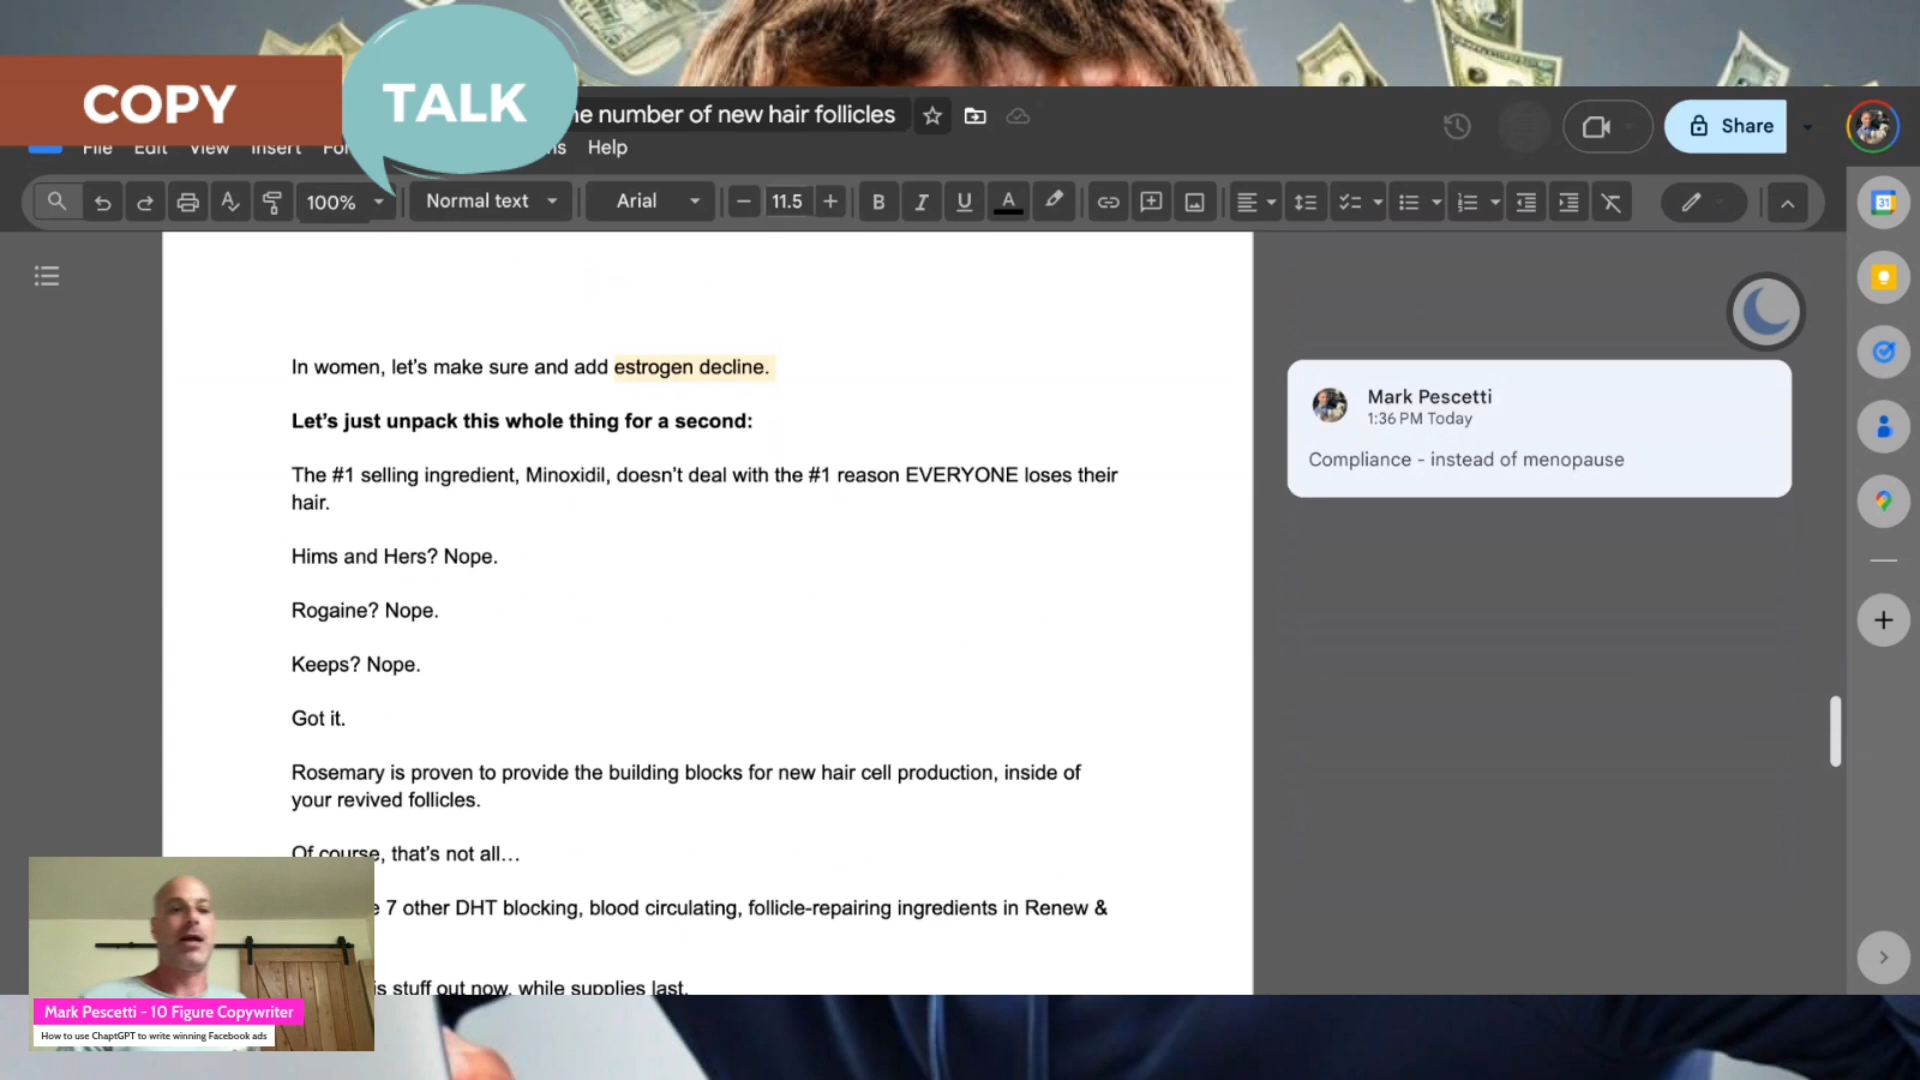 COPY
TALK
number of new hair follicles
File Edit View Insert Help
Share
100%
Normal text
Arial
11.5
B I U A
31
In women, let's make sure and add estrogen decline.
Let's just unpack this whole thing for a second:
The #1 selling ingredient, Minoxidil, doesn't deal with the #1 reason EVERYONE loses their
hair.
Hims and Hers? Nope.
Rogaine? Nope.
Keeps? Nope.
Got it.
Rosemary is proven to provide the building blocks for new hair cell production, inside of
your revived follicles.
Of course, that's not all…
7 other DHT blocking, blood circulating, follicle-repairing ingredients in Renew &
stuff out now, while supplies last.
Mark Pescetti
1:36 PM Today
Compliance - instead of menopause
Mark Pescetti - 10 Figure Copywriter
How to use ChaptGPT to write winning Facebook ads